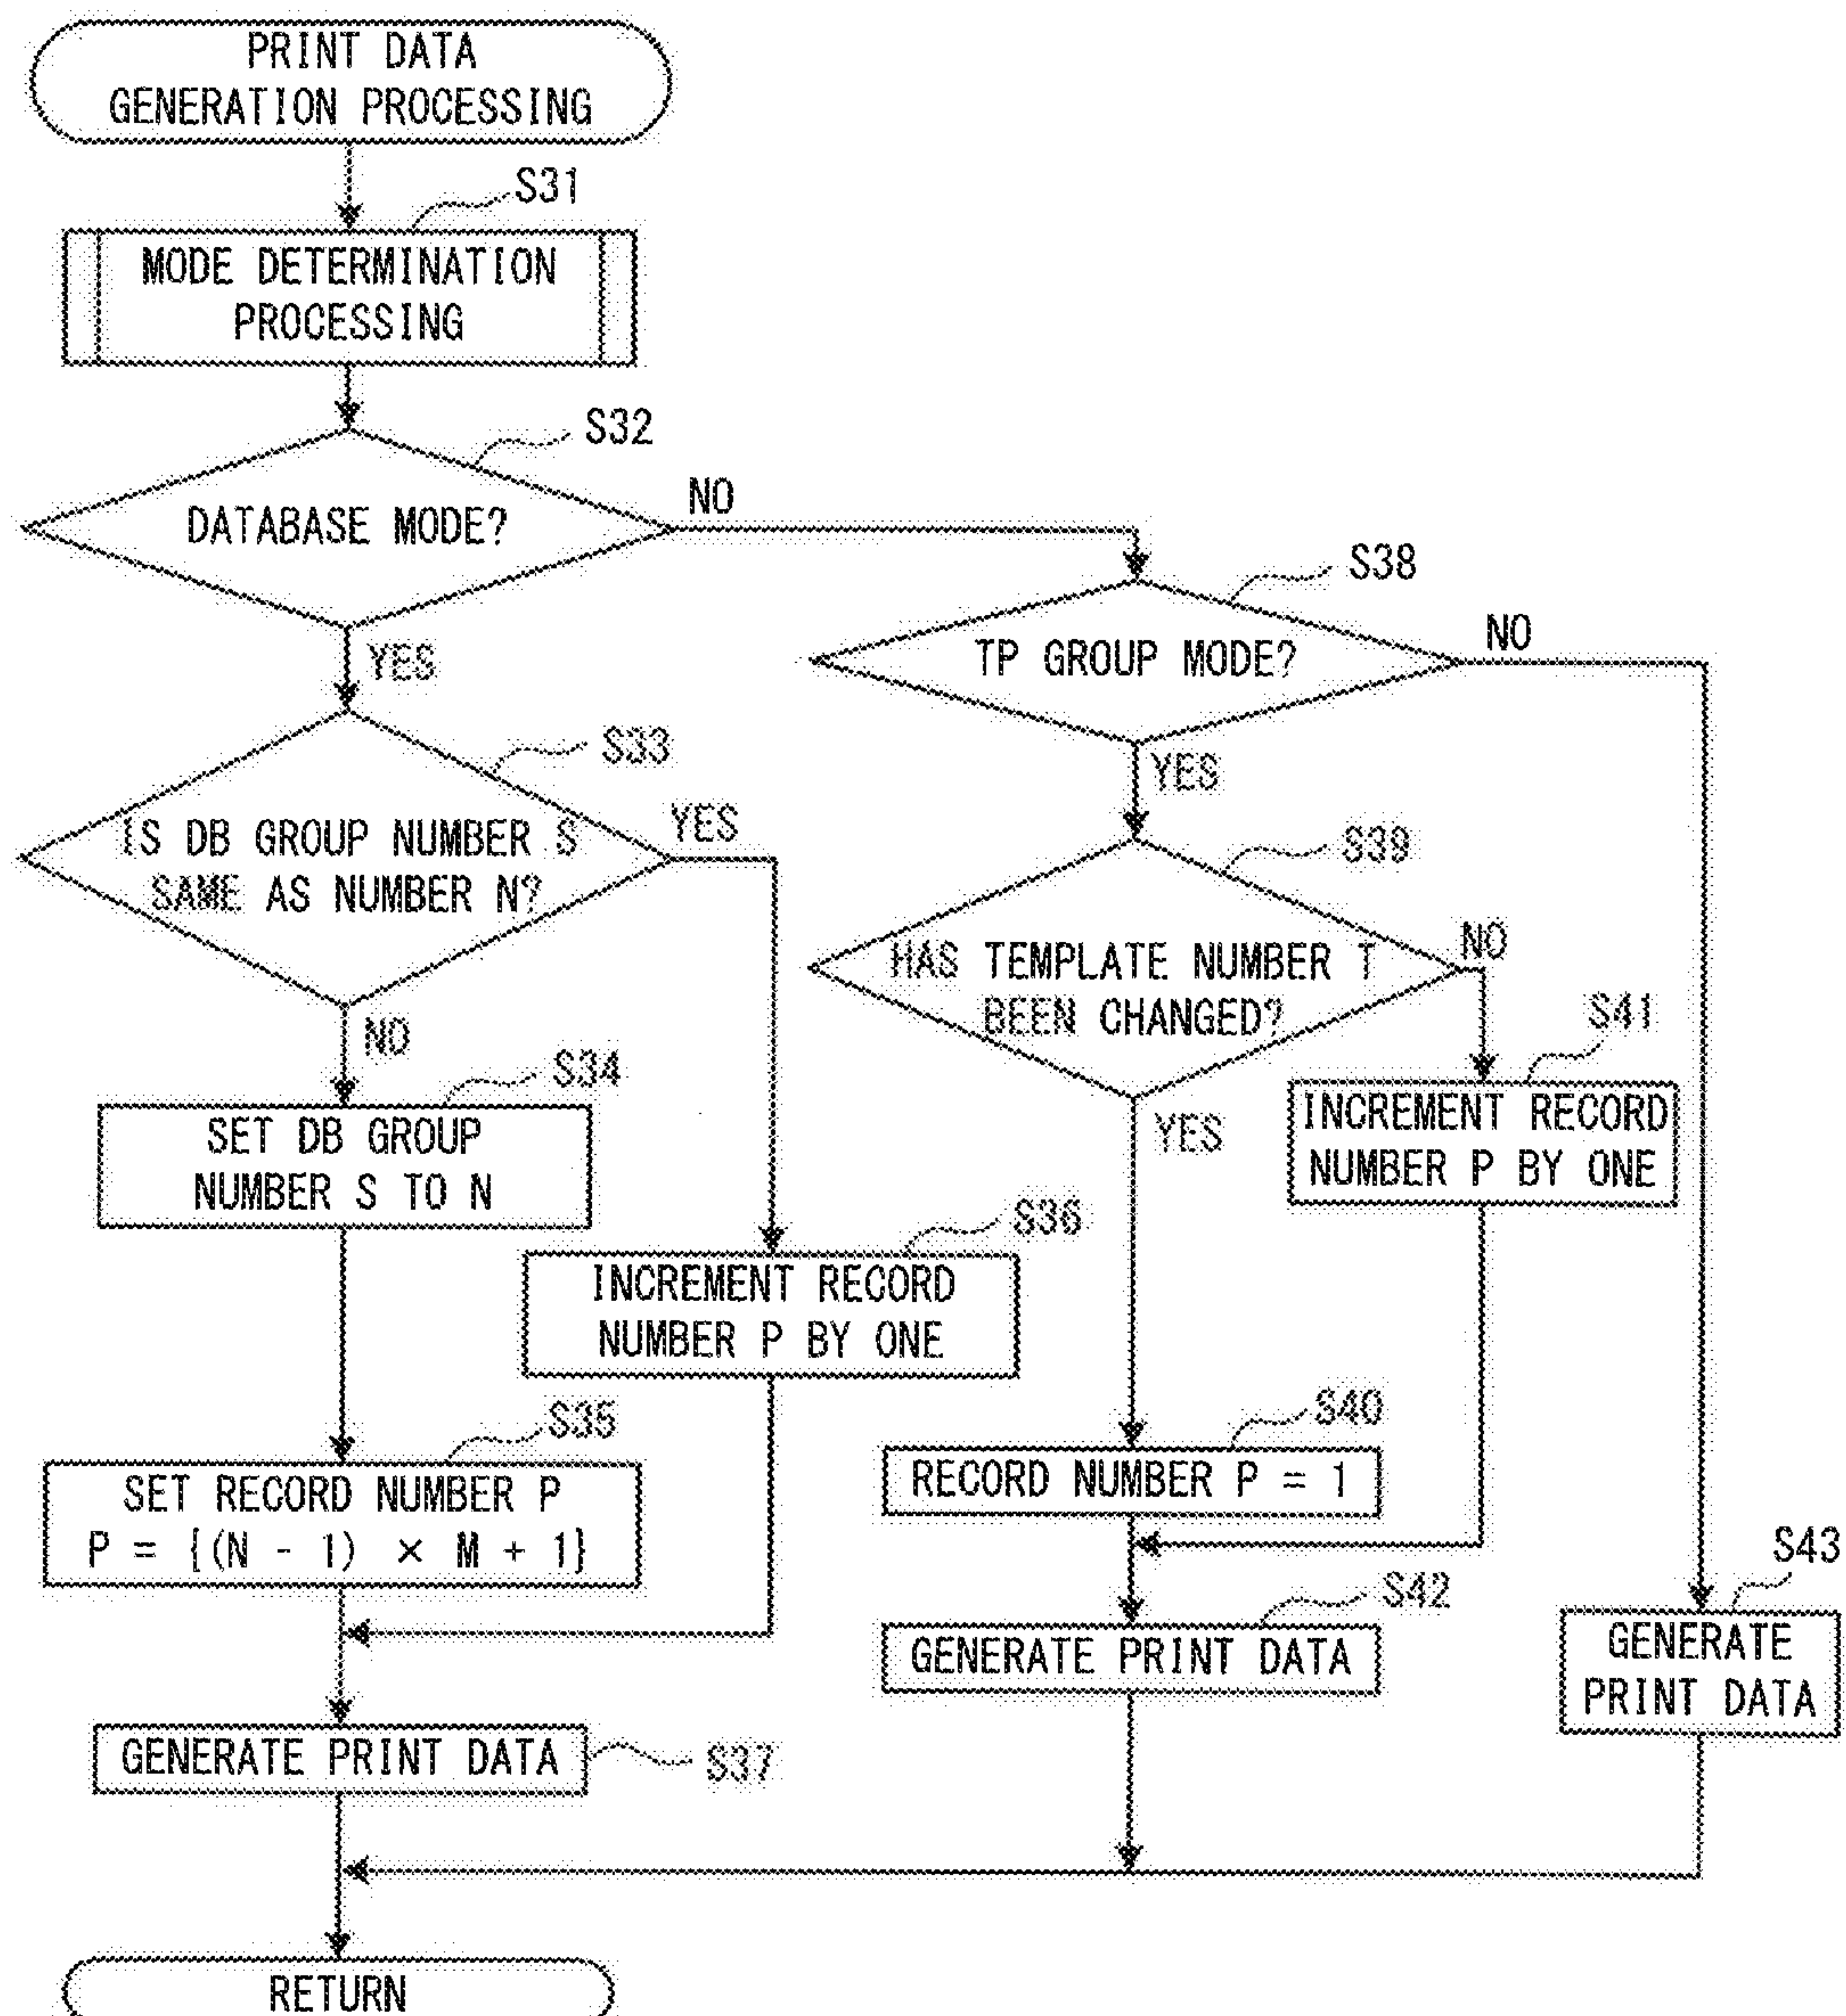 PRINT DATA
GENERATION PROCESSING
S31
MODE DETERMINATION
PROCESSING
S32
DATABASE MODE?
NO
YES
S38
TP GROUP MODE?
NO
YES
S33
IS DB GROUP NUMBER S
SAME AS NUMBER N?
YES
NO
S39
HAS TEMPLATE NUMBER T
BEEN CHANGED?
NO
YES
S34
SET DB GROUP
NUMBER S TO N
S41
INCREMENT RECORD
NUMBER P BY ONE
S36
INCREMENT RECORD
NUMBER P BY ONE
S35
SET RECORD NUMBER P
P = {(N - 1) × M + 1}
S40
RECORD NUMBER P = 1
S42
GENERATE PRINT DATA
S43
GENERATE
PRINT DATA
GENERATE PRINT DATA
S37
RETURN